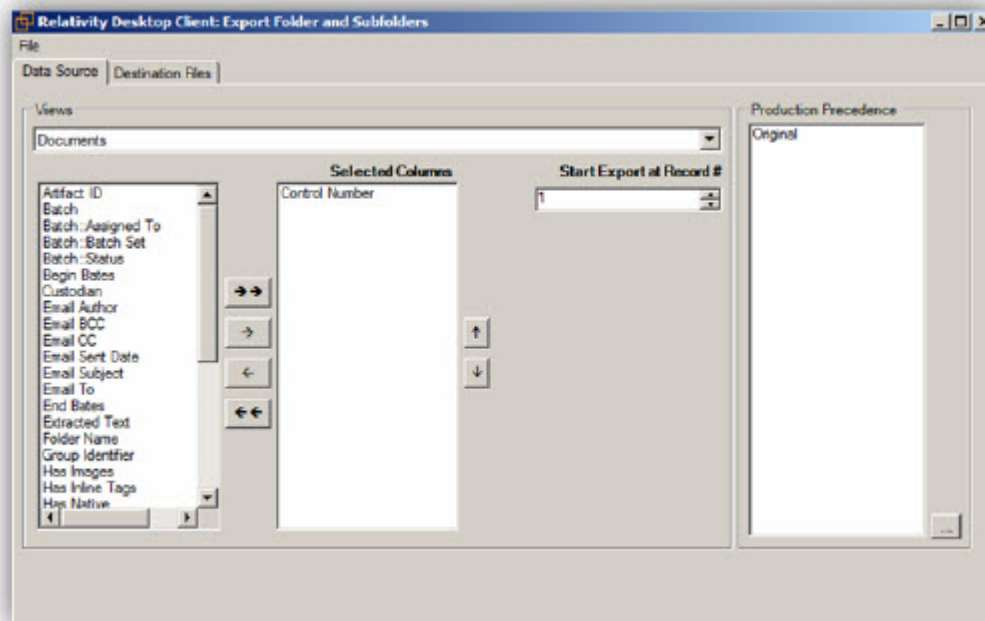 Relativity Desktop Client: Export Folder and Subfolders
File
Data Source
Destination Files
Views
Documents
Selected Columns
Start Export at Record #
Artifact ID
Batch
Batch::Assigned To
Batch::Batch Set
Batch::Status
Begin Bates
Custodian
Email Author
Email BCC
Email CC
Email Sent Date
Email Subject
Email To
End Bates
Extracted Text
Folder Name
Group Identifier
Has Images
Has Inline Tags
Has Native
Control Number
1
Production Precedence
Original
...